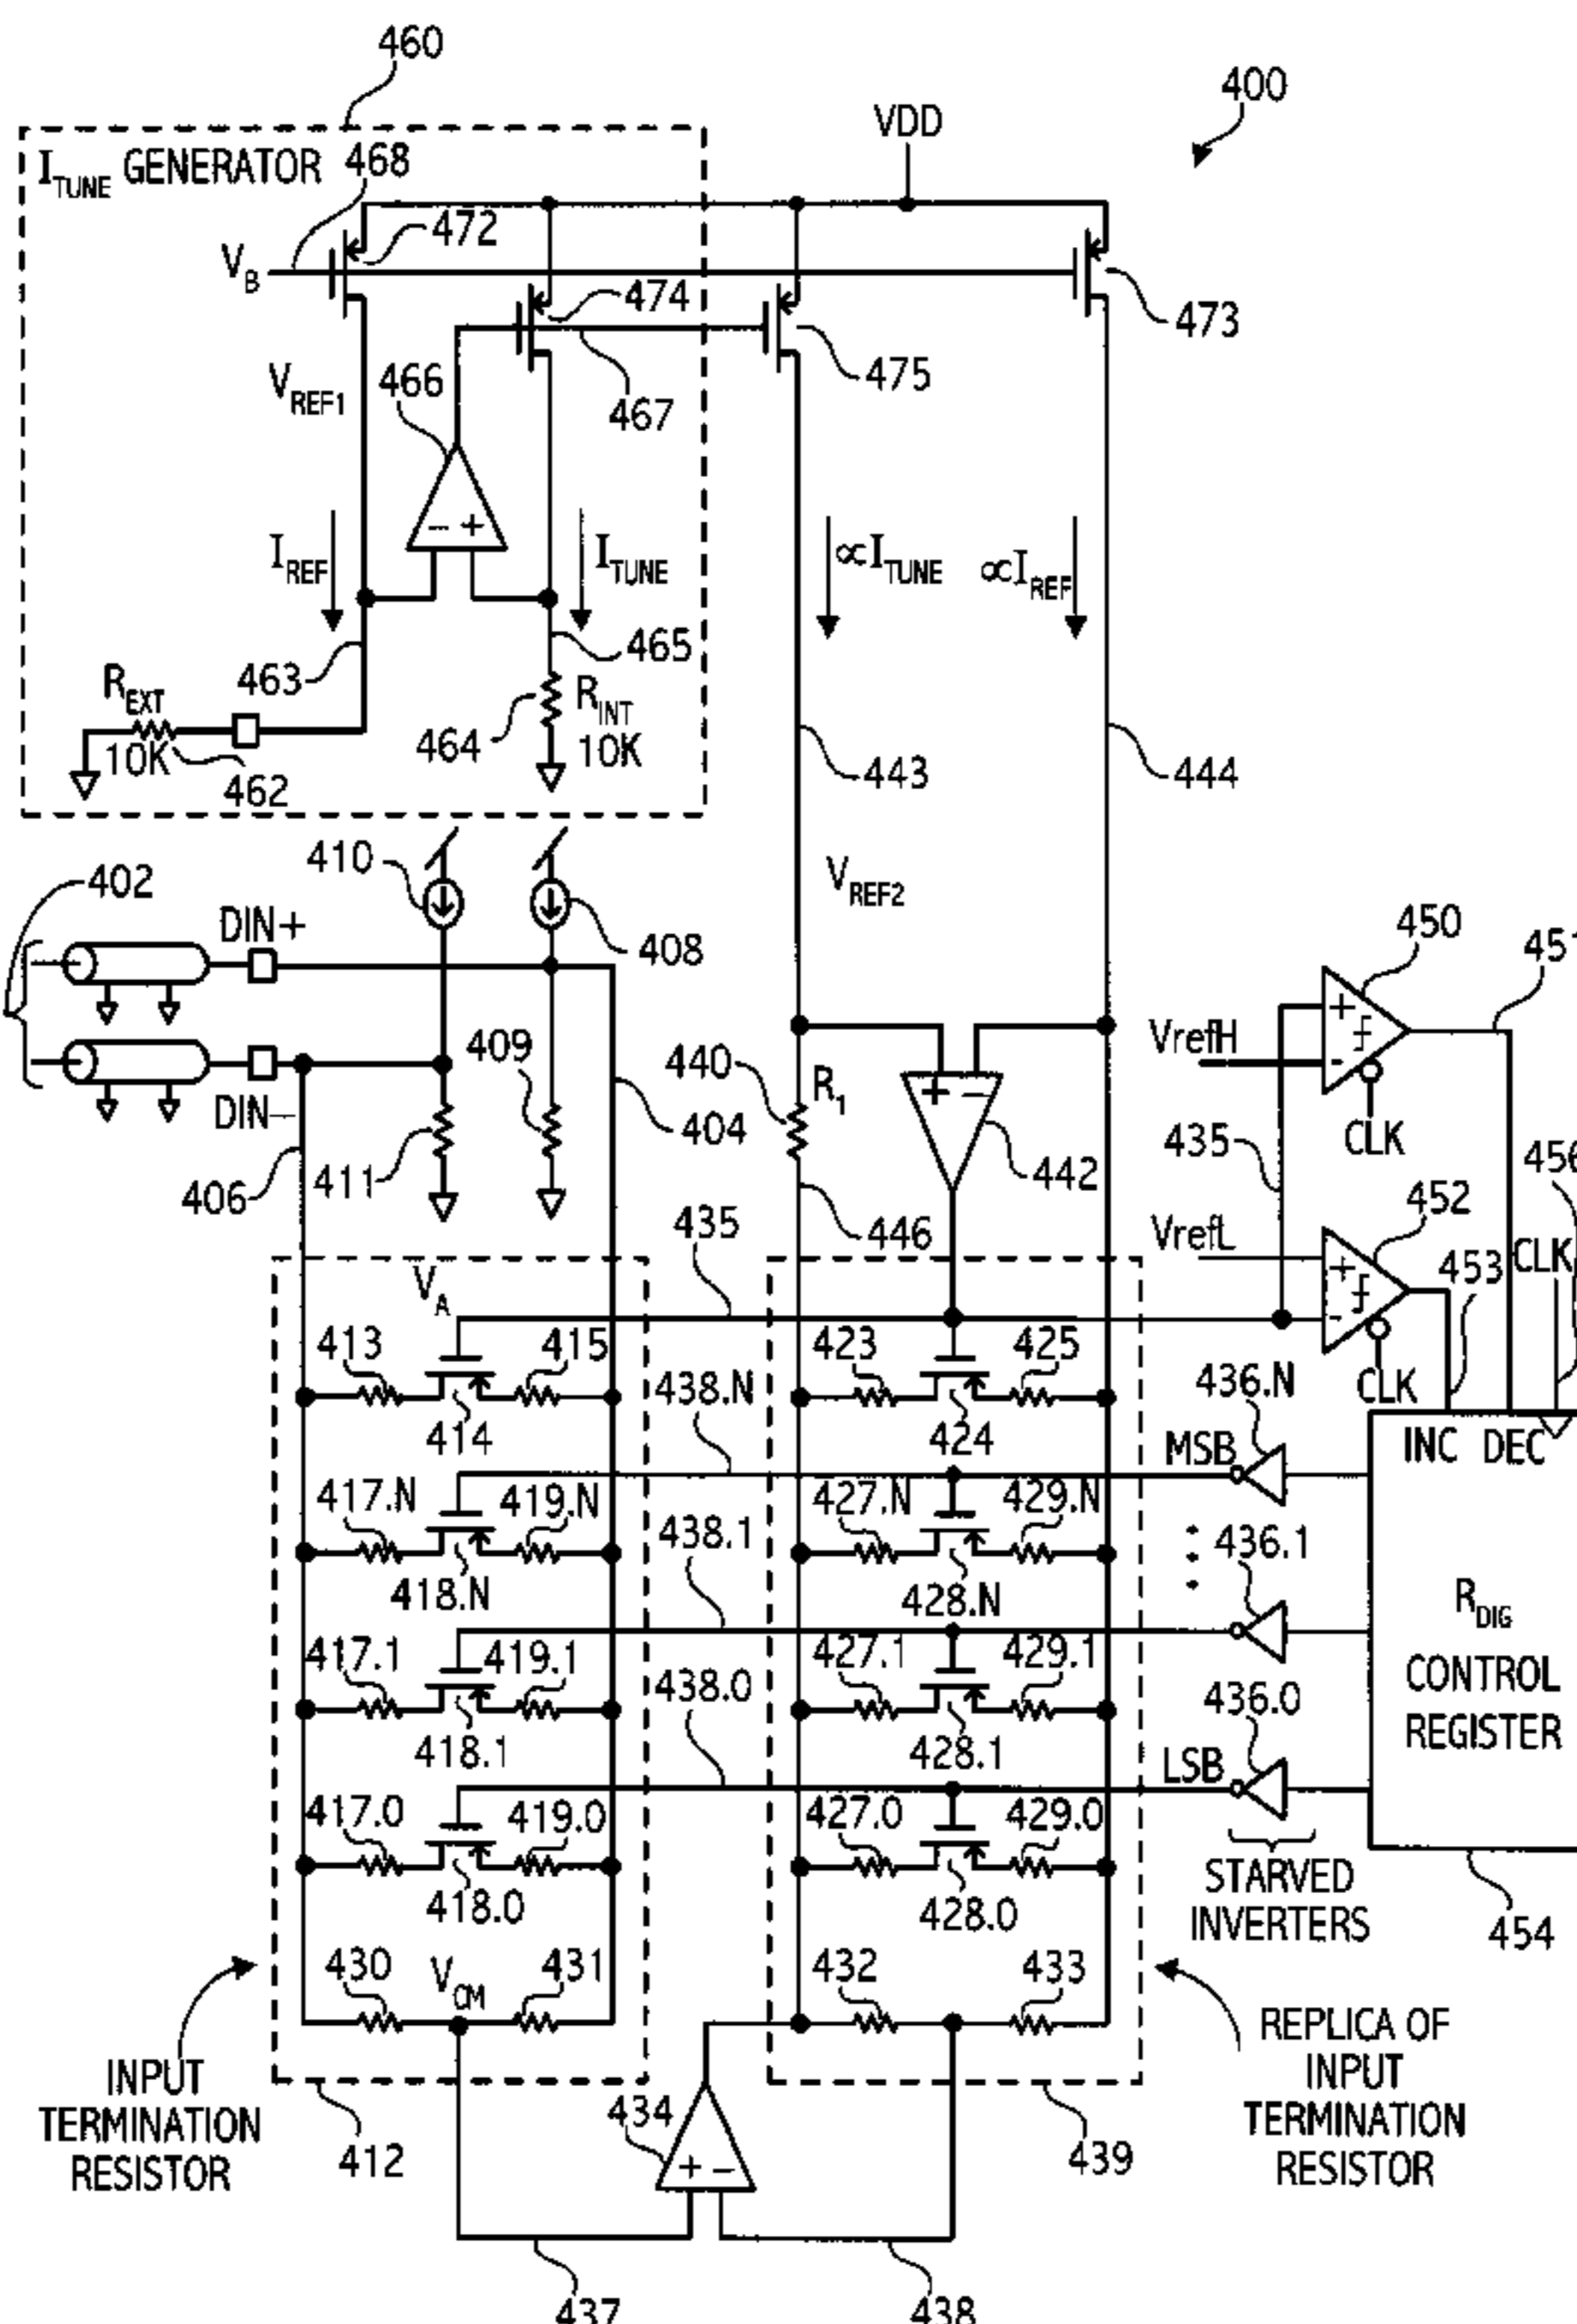 460
400
VDD
I_TUNE GENERATOR
468
472
V_B
474
473
475
V_REF1
466
467
I_REF
I_TUNE
∝I_TUNE
∝I_REF
465
R_EXT
463
R_INT
464
10K
10K
462
443
444
410
402
V_REF2
DIN+
408
450
VrefH
409
440
R_1
DIN−
404
CLK
435
442
411
406
452
435
446
VrefL
453
CLK
V_A
413
415
423
425
438.N
436.N
CLK
414
424
MSB
INC DEC
417.N
419.N
427.N
429.N
438.1
436.1
418.N
428.N
R_DIG
417.1
419.1
427.1
429.1
CONTROL
438.0
436.0
REGISTER
418.1
428.1
LSB
417.0
419.0
427.0
429.0
STARVED
INVERTERS
418.0
428.0
454
430
V_CM
431
432
433
INPUT
TERMINATION
RESISTOR
REPLICA OF
INPUT
TERMINATION
RESISTOR
434
412
439
+ −
437
438